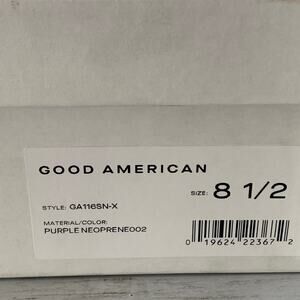 GOOD AMERICAN
STYLE: GA116SN-X
SIZE: 8 1/2
MATERIAL/COLOR:
PURPLE NEOPRENE002
0 19624 22367 2